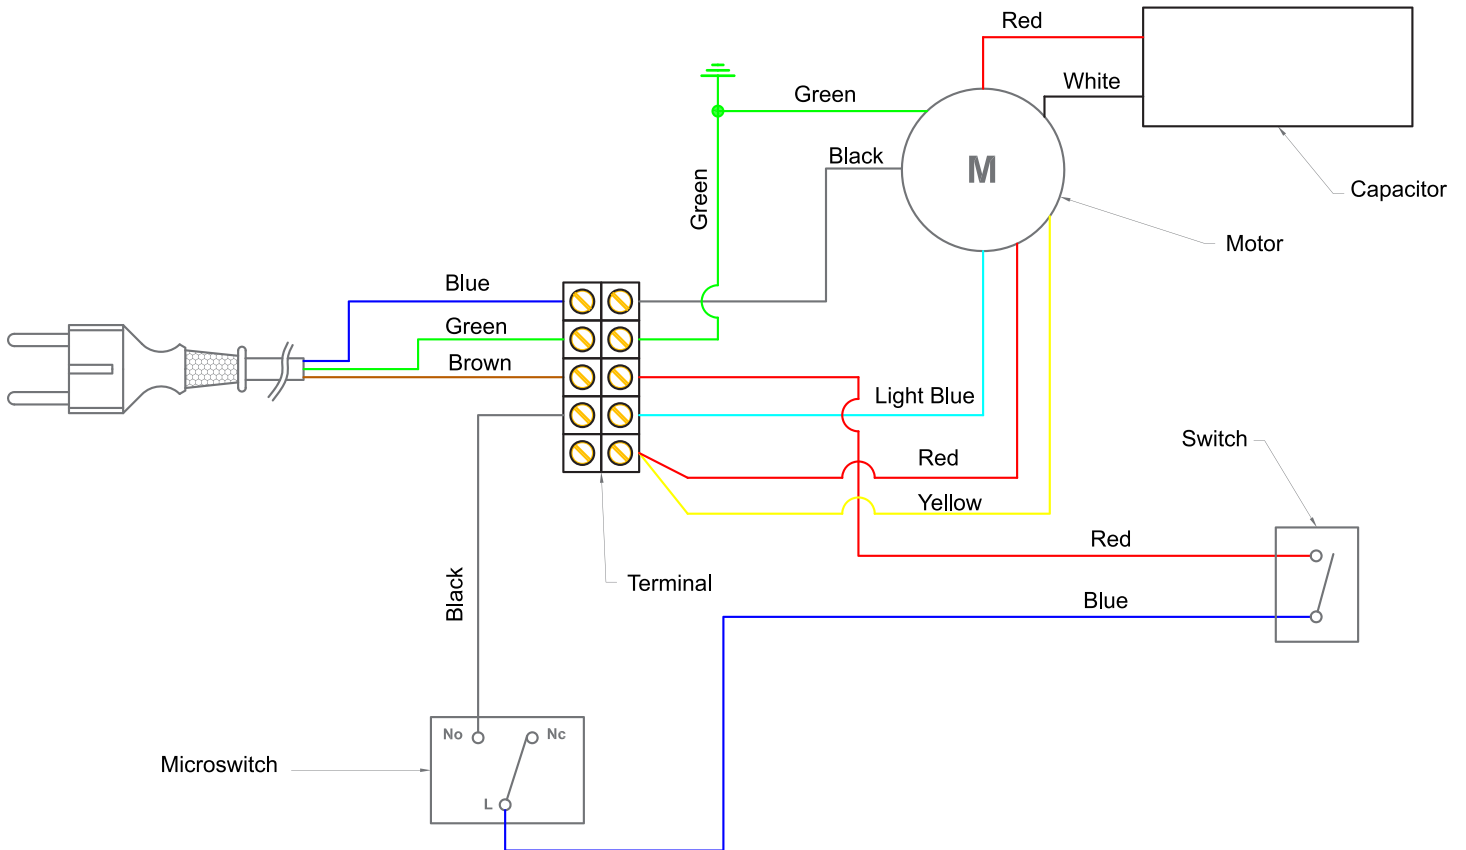 Red
White
Green
Black
M
Capacitor
Green
Motor
Blue
Green
Brown
Light Blue
Switch
Red
Yellow
Red
Terminal
Black
Blue
No
Nc
Microswitch
L